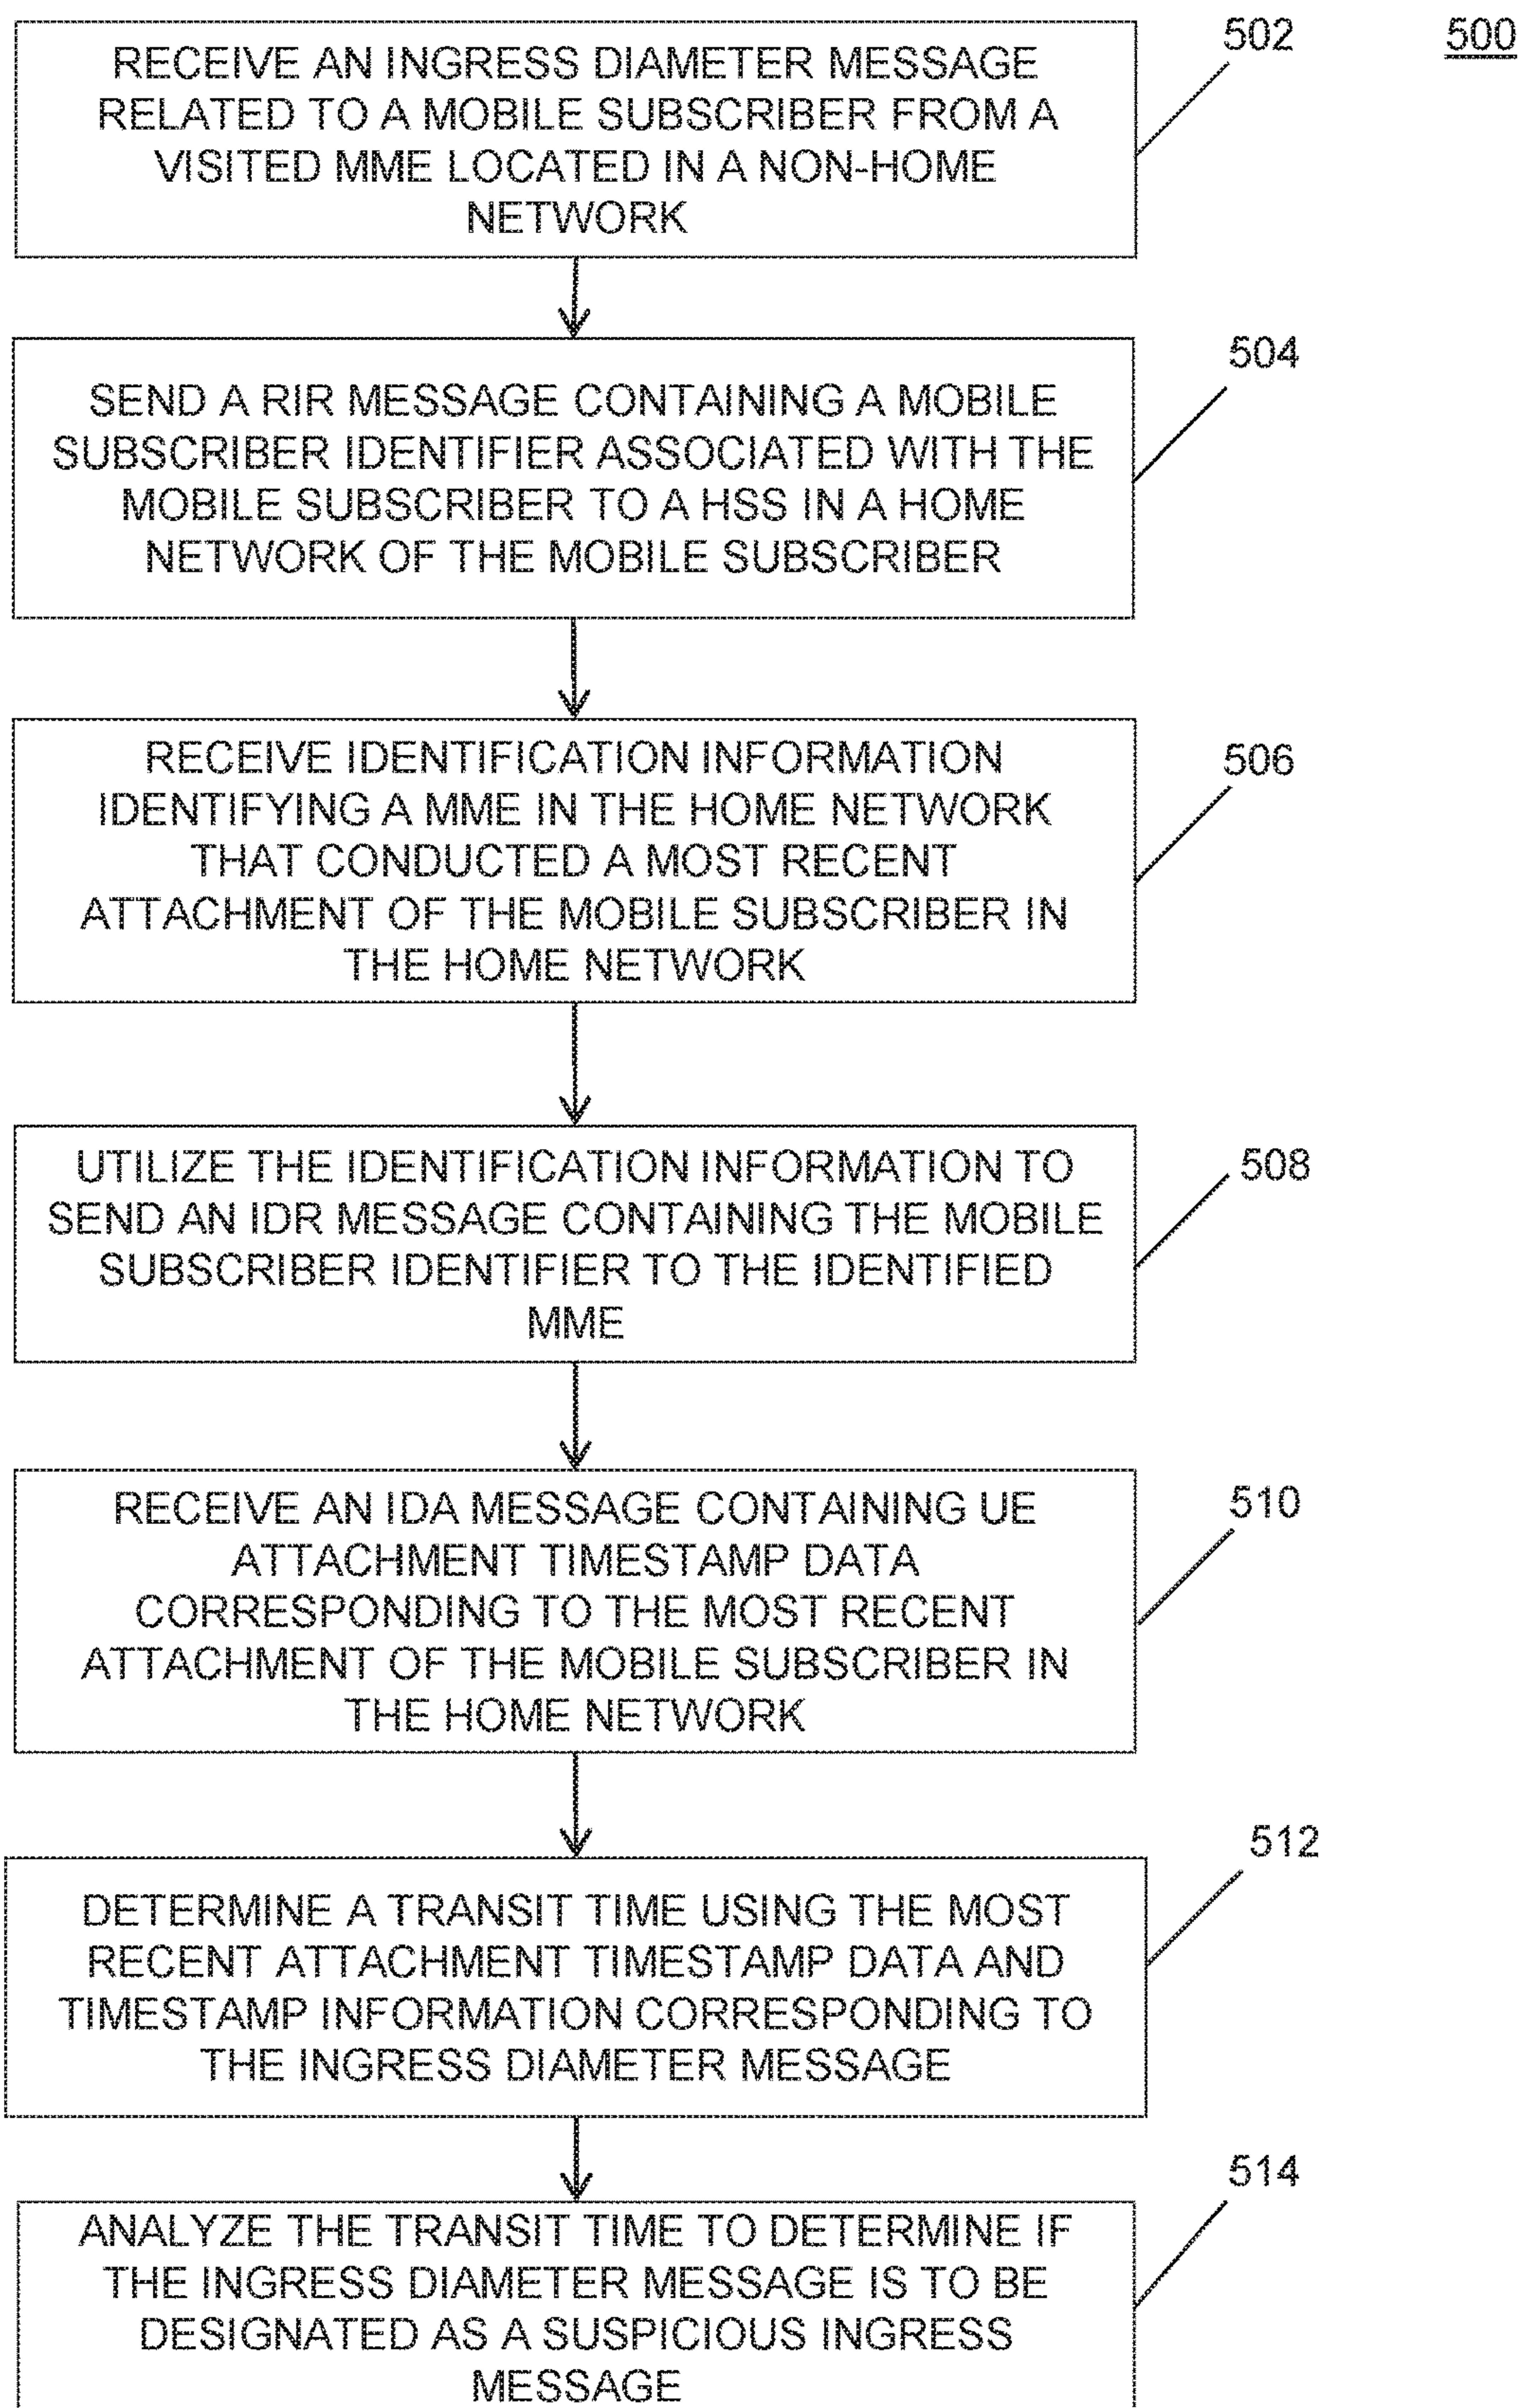 500
502
RECEIVE AN INGRESS DIAMETER MESSAGE
RELATED TO A MOBILE SUBSCRIBER FROM A
VISITED MME LOCATED IN A NON-HOME
NETWORK
504
SEND A RIR MESSAGE CONTAINING A MOBILE
SUBSCRIBER IDENTIFIER ASSOCIATED WITH THE
MOBILE SUBSCRIBER TO A HSS IN A HOME
NETWORK OF THE MOBILE SUBSCRIBER
506
RECEIVE IDENTIFICATION INFORMATION
IDENTIFYING A MME IN THE HOME NETWORK
THAT CONDUCTED A MOST RECENT
ATTACHMENT OF THE MOBILE SUBSCRIBER IN
THE HOME NETWORK
508
UTILIZE THE IDENTIFICATION INFORMATION TO
SEND AN IDR MESSAGE CONTAINING THE MOBILE
SUBSCRIBER IDENTIFIER TO THE IDENTIFIED
MME
510
RECEIVE AN IDA MESSAGE CONTAINING UE
ATTACHMENT TIMESTAMP DATA
CORRESPONDING TO THE MOST RECENT
ATTACHMENT OF THE MOBILE SUBSCRIBER IN
THE HOME NETWORK
512
DETERMINE A TRANSIT TIME USING THE MOST
RECENT ATTACHMENT TIMESTAMP DATA AND
TIMESTAMP INFORMATION CORRESPONDING TO
THE INGRESS DIAMETER MESSAGE
514
ANALYZE THE TRANSIT TIME TO DETERMINE IF
THE INGRESS DIAMETER MESSAGE IS TO BE
DESIGNATED AS A SUSPICIOUS INGRESS
MESSAGE